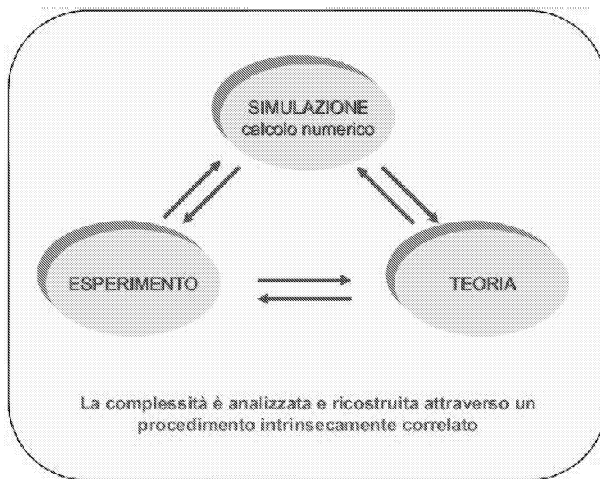 SIMULAZIONE
calcolo numerico
ESPERIMENTO
TEORIA
La complessità è analizzata e ricostruita attraverso un
procedimento intrinsecamente correlato